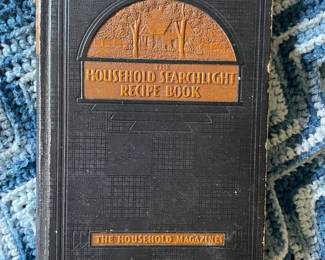 THE
HOUSEHOLD SEARCHLIGHT
RECIPE BOOK
THE HOUSEHOLD MAGAZINE